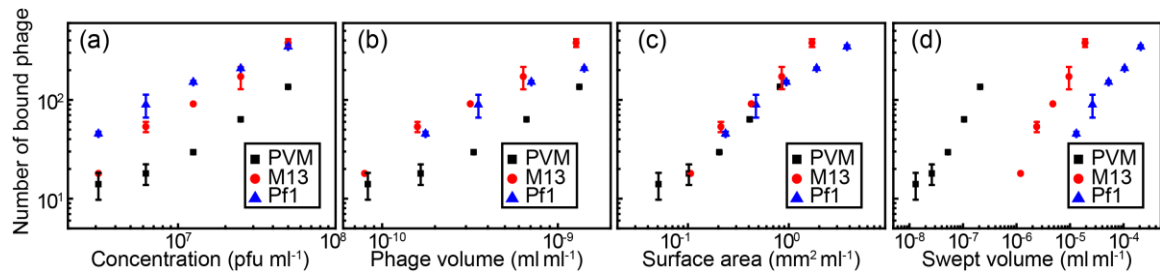 (a) (b) (c) (d)
Number of bound phage
10²
10¹
PVM
M13
Pf1
PVM
M13
Pf1
PVM
M13
Pf1
PVM
M13
Pf1
10⁷ 10⁸ 10⁻¹⁰ 10⁻⁹ 10⁻¹ 10⁰ 10⁻⁸ 10⁻⁷ 10⁻⁶ 10⁻⁵ 10⁻⁴
Concentration (pfu ml⁻¹) Phage volume (ml ml⁻¹) Surface area (mm² ml⁻¹) Swept volume (ml ml⁻¹)